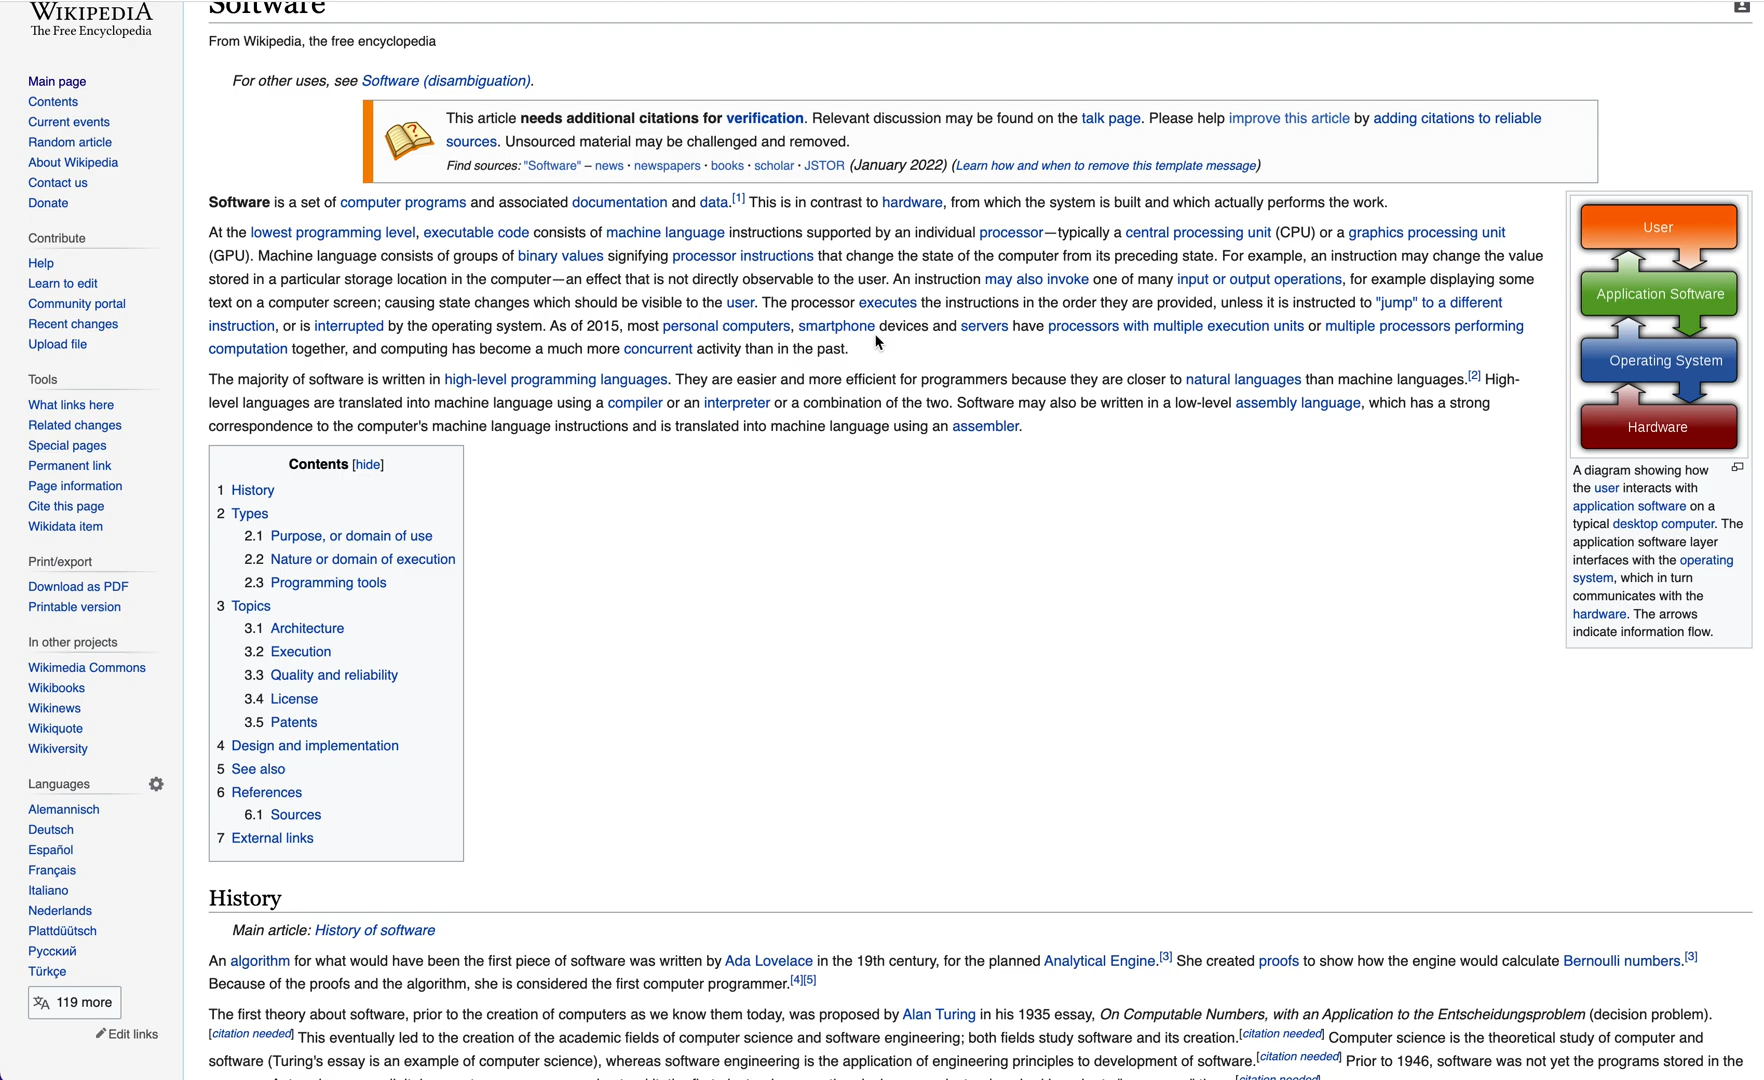 WIKIPEDIA
The Free Encyclopedia
Main page
Contents
Current events
Random article
About Wikipedia
Contact us
Donate
Contribute
Help
Learn to edit
Community portal
Recent changes
Upload file
Tools
What links here
Related changes
Special pages
Permanent link
Page information
Cite this page
Wikidata item
Print/export
Download as PDF
Printable version
In other projects
Wikimedia Commons
Wikibooks
Wikinews
Wikiquote
Wikiversity
Languages
Alemannisch
Deutsch
Español
Français
Italiano
Nederlands
Plattdüütsch
Русский
Türkçe
119 more
Edit links
Software
From Wikipedia, the free encyclopedia
For other uses, see Software (disambiguation).
This article needs additional citations for verification. Relevant discussion may be found on the talk page. Please help improve this article by adding citations to reliable
sources. Unsourced material may be challenged and removed.
Find sources: "Software" – news · newspapers · books · scholar · JSTOR (January 2022) (Learn how and when to remove this template message)
Software is a set of computer programs and associated documentation and data.[1] This is in contrast to hardware, from which the system is built and which actually performs the work.
At the lowest programming level, executable code consists of machine language instructions supported by an individual processor—typically a central processing unit (CPU) or a graphics processing unit
(GPU). Machine language consists of groups of binary values signifying processor instructions that change the state of the computer from its preceding state. For example, an instruction may change the value
stored in a particular storage location in the computer—an effect that is not directly observable to the user. An instruction may also invoke one of many input or output operations, for example displaying some
text on a computer screen; causing state changes which should be visible to the user. The processor executes the instructions in the order they are provided, unless it is instructed to "jump" to a different
instruction, or is interrupted by the operating system. As of 2015, most personal computers, smartphone devices and servers have processors with multiple execution units or multiple processors performing
computation together, and computing has become a much more concurrent activity than in the past.
The majority of software is written in high-level programming languages. They are easier and more efficient for programmers because they are closer to natural languages than machine languages.[2] High-
level languages are translated into machine language using a compiler or an interpreter or a combination of the two. Software may also be written in a low-level assembly language, which has a strong
correspondence to the computer's machine language instructions and is translated into machine language using an assembler.
User
Application Software
Operating System
Hardware
A diagram showing how
the user interacts with
application software on a
typical desktop computer. The
application software layer
interfaces with the operating
system, which in turn
communicates with the
hardware. The arrows
indicate information flow.
Contents [hide]
1 History
2 Types
2.1 Purpose, or domain of use
2.2 Nature or domain of execution
2.3 Programming tools
3 Topics
3.1 Architecture
3.2 Execution
3.3 Quality and reliability
3.4 License
3.5 Patents
4 Design and implementation
5 See also
6 References
6.1 Sources
7 External links
History
Main article: History of software
An algorithm for what would have been the first piece of software was written by Ada Lovelace in the 19th century, for the planned Analytical Engine.[3] She created proofs to show how the engine would calculate Bernoulli numbers.[3]
Because of the proofs and the algorithm, she is considered the first computer programmer.[4][5]
The first theory about software, prior to the creation of computers as we know them today, was proposed by Alan Turing in his 1935 essay, On Computable Numbers, with an Application to the Entscheidungsproblem (decision problem).
[citation needed] This eventually led to the creation of the academic fields of computer science and software engineering; both fields study software and its creation.[citation needed] Computer science is the theoretical study of computer and
software (Turing's essay is an example of computer science), whereas software engineering is the application of engineering principles to development of software.[citation needed] Prior to 1946, software was not yet the programs stored in the